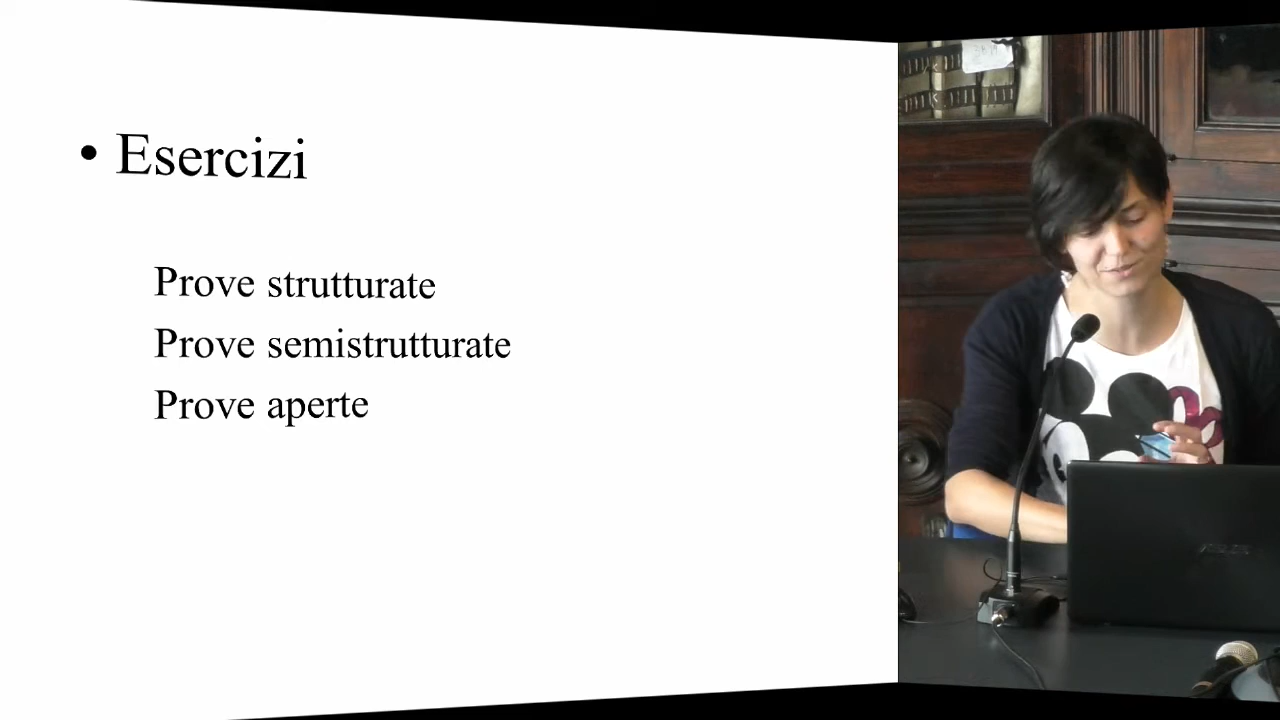 • Esercizi
Prove strutturate
Prove semistrutturate
Prove aperte